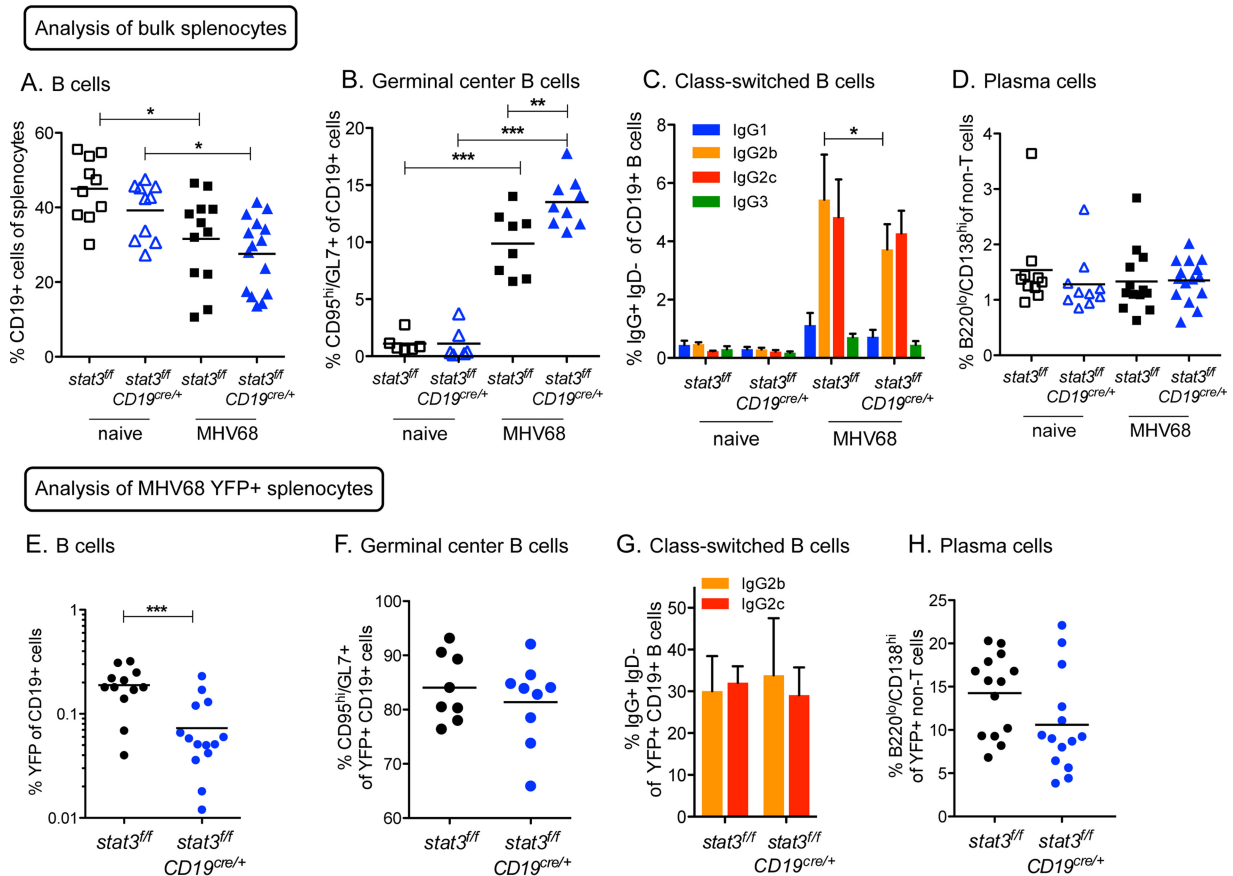 Analysis of bulk splenocytes
A. B cells
% CD19+ cells of splenocytes
60
40
20
0
*
*
stat3f/f
stat3f/f
CD19cre/+
stat3f/f
stat3f/f
CD19cre/+
naive
MHV68
B. Germinal center B cells
% CD95hi/GL7+ of CD19+ cells
20
15
10
5
0
**
***
***
stat3f/f
stat3f/f
CD19cre/+
stat3f/f
stat3f/f
CD19cre/+
naive
MHV68
C. Class-switched B cells
% IgG+ IgD- of CD19+ B cells
8
6
4
2
0
IgG1
IgG2b
IgG2c
IgG3
*
stat3f/f
stat3f/f
CD19cre/+
stat3f/f
stat3f/f
CD19cre/+
naive
MHV68
D. Plasma cells
% B220lo/CD138hi of non-T cells
4
3
2
1
0
stat3f/f
stat3f/f
CD19cre/+
stat3f/f
stat3f/f
CD19cre/+
naive
MHV68
Analysis of MHV68 YFP+ splenocytes
E. B cells
% YFP of CD19+ cells
1
0.1
0.01
***
stat3f/f
stat3f/f
CD19cre/+
F. Germinal center B cells
% CD95hi/GL7+
of YFP+ CD19+ cells
100
90
80
70
60
stat3f/f
stat3f/f
CD19cre/+
G. Class-switched B cells
% IgG+ IgD-
of YFP+ CD19+ B cells
50
40
30
20
10
0
IgG2b
IgG2c
stat3f/f
stat3f/f
CD19cre/+
H. Plasma cells
% B220lo/CD138hi
of YFP+ non-T cells
25
20
15
10
5
0
stat3f/f
stat3f/f
CD19cre/+